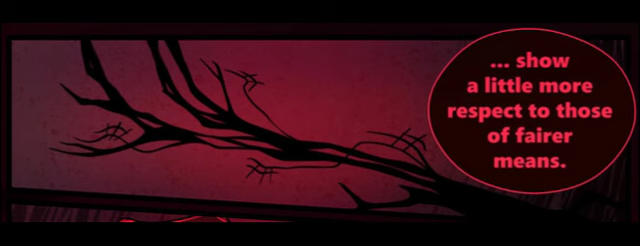 ... show
a little more
respect to those
of fairer
means.